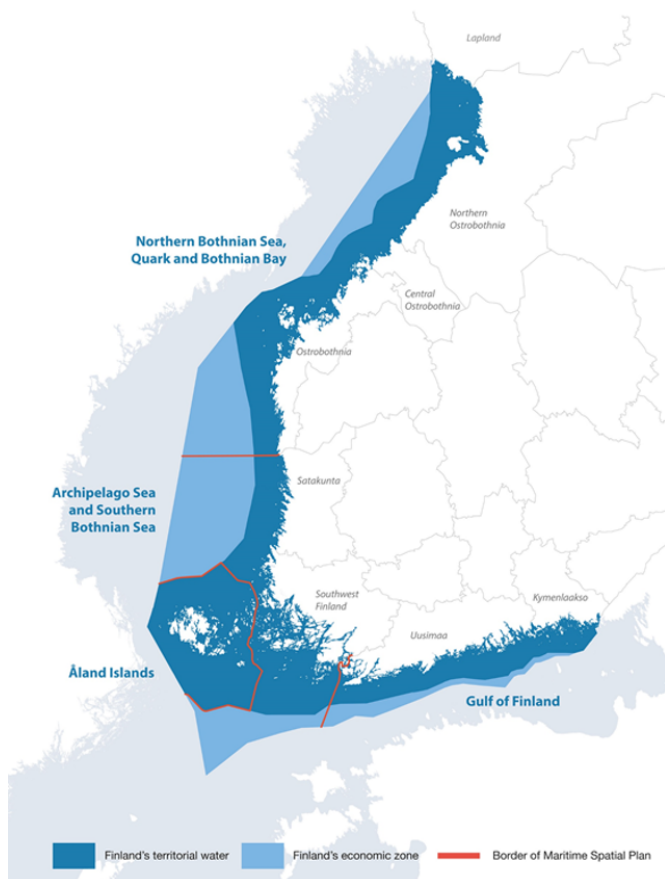 Lapland
Northern
Ostrobothnia
Northern Bothnian Sea,
Quark and Bothnian Bay
Central
Ostrobothnia
Ostrobothnia
Satakunta
Archipelago Sea
and Southern
Bothnian Sea
Southwest
Finland
Kymenlaakso
Uusimaa
Åland Islands
Gulf of Finland
Finland's territorial water
Finland's economic zone
Border of Maritime Spatial Plan